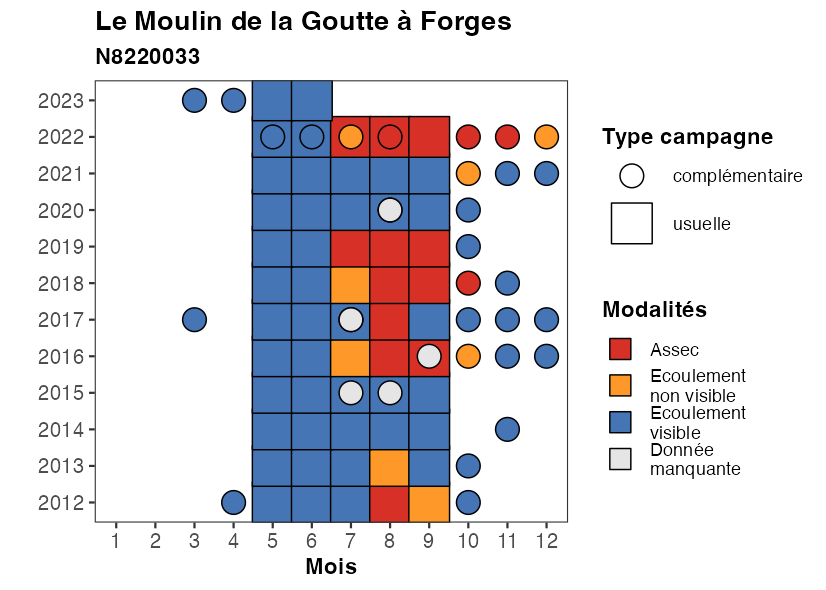 Le Moulin de la Goutte à Forges
N8220033
2023
2022
2021
2020
2019
2018
2017
2016
2015
2014
2013
2012
1 2 3 4 5 6 7 8 9 10 11 12
Mois
Type campagne
complémentaire
usuelle
Modalités
Assec
Ecoulement
non visible
Ecoulement
visible
Donnée
manquante